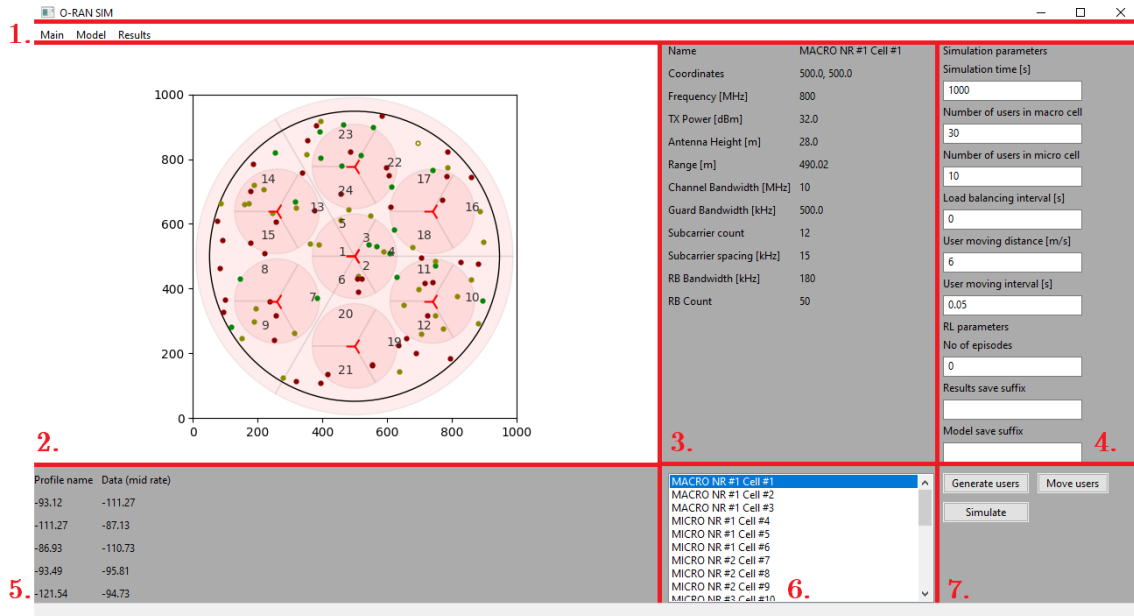 O-RAN SIM
1.
Main Model Results
1000
800
600
400
200
0
0 200 400 600 800 1000
23
22
24
14
13
15
17
16
18
5
3
1
4
2
6
8
7
9
11
10
12
20
19
21
2.
Name MACRO NR #1 Cell #1
Coordinates 500.0, 500.0
Frequency [MHz] 800
TX Power [dBm] 32.0
Antenna Height [m] 28.0
Range [m] 490.02
Channel Bandwidth [MHz] 10
Guard Bandwidth [kHz] 500.0
Subcarrier count 12
Subcarrier spacing [kHz] 15
RB Bandwidth [kHz] 180
RB Count 50
3.
Simulation parameters
Simulation time [s]
1000
Number of users in macro cell
30
Number of users in micro cell
10
Load balancing interval [s]
0
User moving distance [m/s]
6
User moving interval [s]
0.05
RL parameters
No of episodes
0
Results save suffix
Model save suffix
4.
Profile name Data (mid rate)
-93.12 -111.27
-111.27 -87.13
-86.93 -110.73
-93.49 -95.81
-121.54 -94.73
5.
MACRO NR #1 Cell #1
MACRO NR #1 Cell #2
MACRO NR #1 Cell #3
MICRO NR #1 Cell #4
MICRO NR #1 Cell #5
MICRO NR #1 Cell #6
MICRO NR #2 Cell #7
MICRO NR #2 Cell #8
MICRO NR #2 Cell #9
MICRO NR #3 Cell #10
6.
Generate users Move users
Simulate
7.